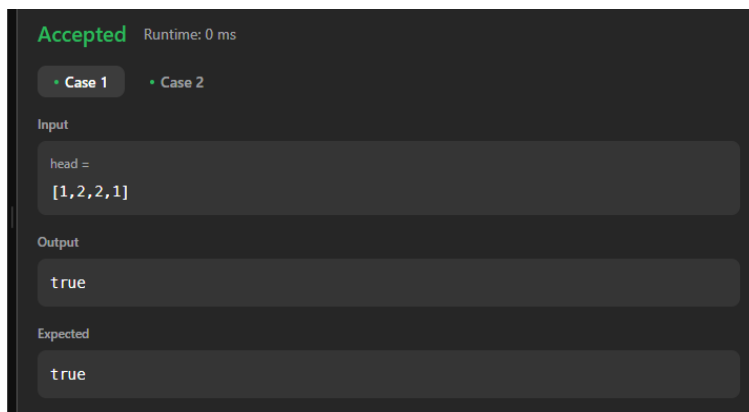 Accepted Runtime: 0 ms
• Case 1 • Case 2
Input
head =
[1,2,2,1]
Output
true
Expected
true